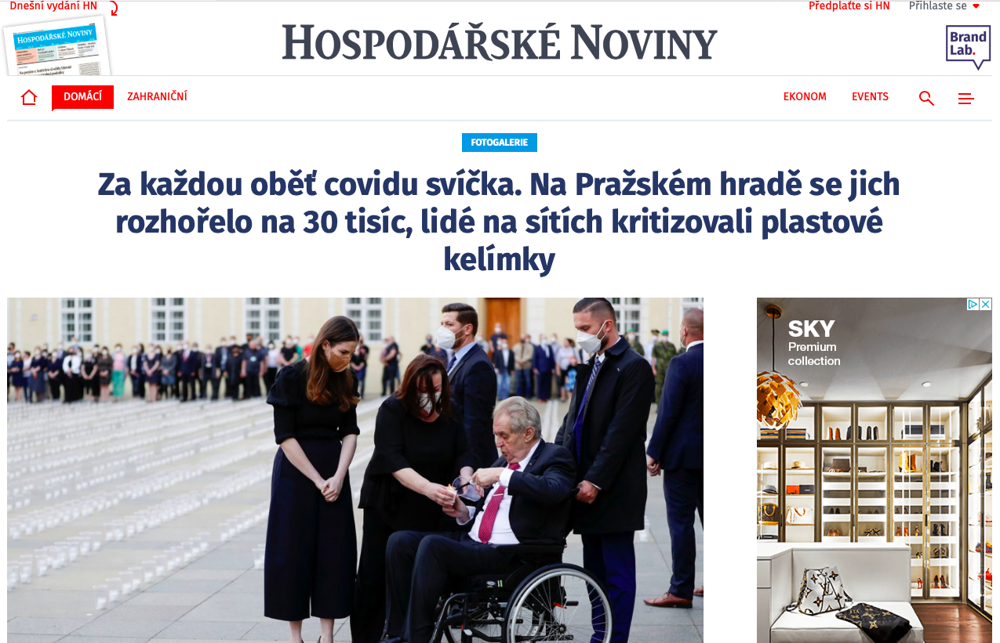 Dnešní vydání HN
Předplaťte si HN
Přihlaste se
HOSPODÁŘSKÉ NOVINY
HOSPODÁŘSKÉ NOVINY
Brand
Lab.
DOMÁCÍ
ZAHRANIČNÍ
EKONOM
EVENTS
FOTOGALERIE
Za každou oběť covidu svíčka. Na Pražském hradě se jich
rozhořelo na 30 tisíc, lidé na sítích kritizovali plastové
kelímky
SKY
Premium
collection